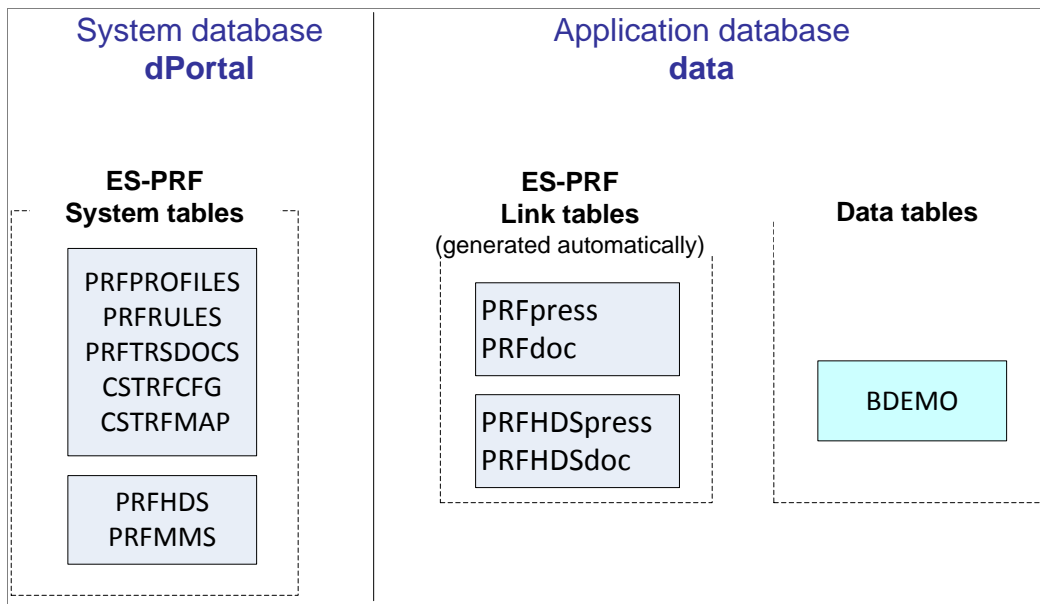 System database
dPortal
Application database
data
ES-PRF
System tables
PRFPROFILES
PRFRULES
PRFTRSDOCS
CSTRFCFG
CSTRFMAP
PRFHDS
PRFMMS
ES-PRF
Link tables
(generated automatically)
PRFpress
PRFdoc
PRFHDSpress
PRFHDSdoc
Data tables
BDEMO